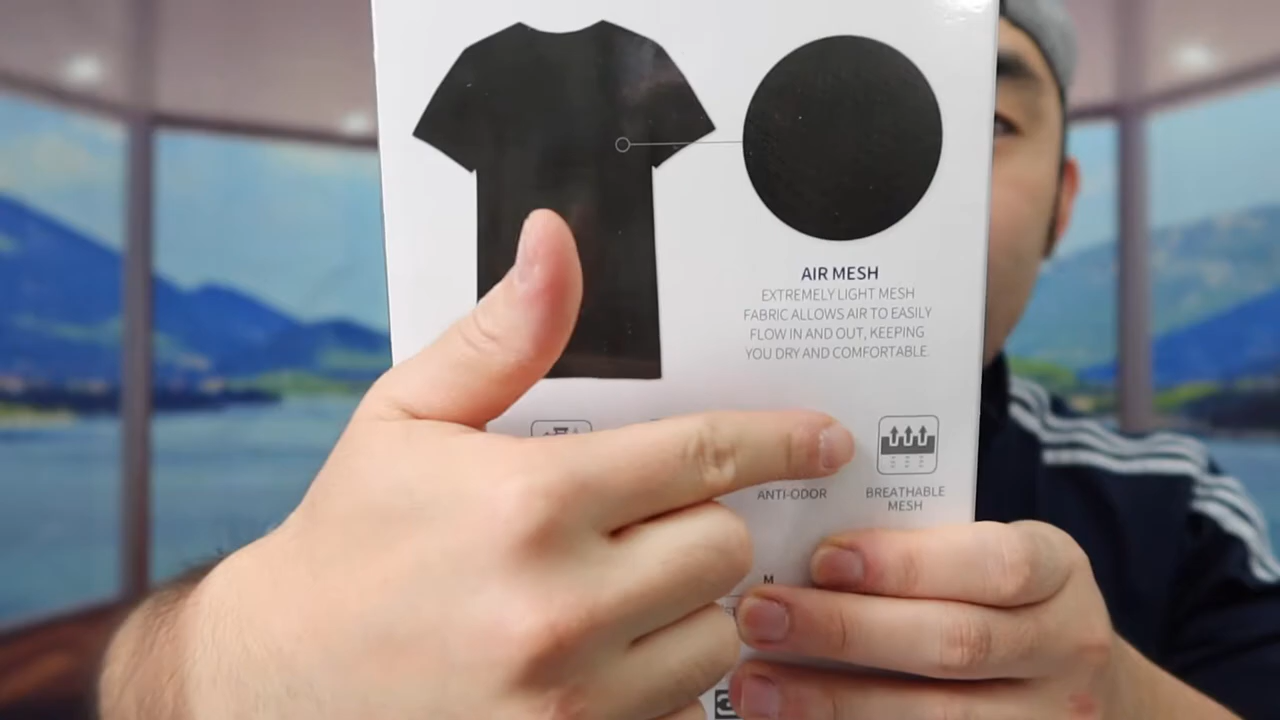 AIR MESH
EXTREMELY LIGHT MESH
FABRIC ALLOWS AIR TO EASILY
FLOW IN AND OUT, KEEPING
YOU DRY AND COMFORTABLE.
ANTI-ODOR
BREATHABLE
MESH
M